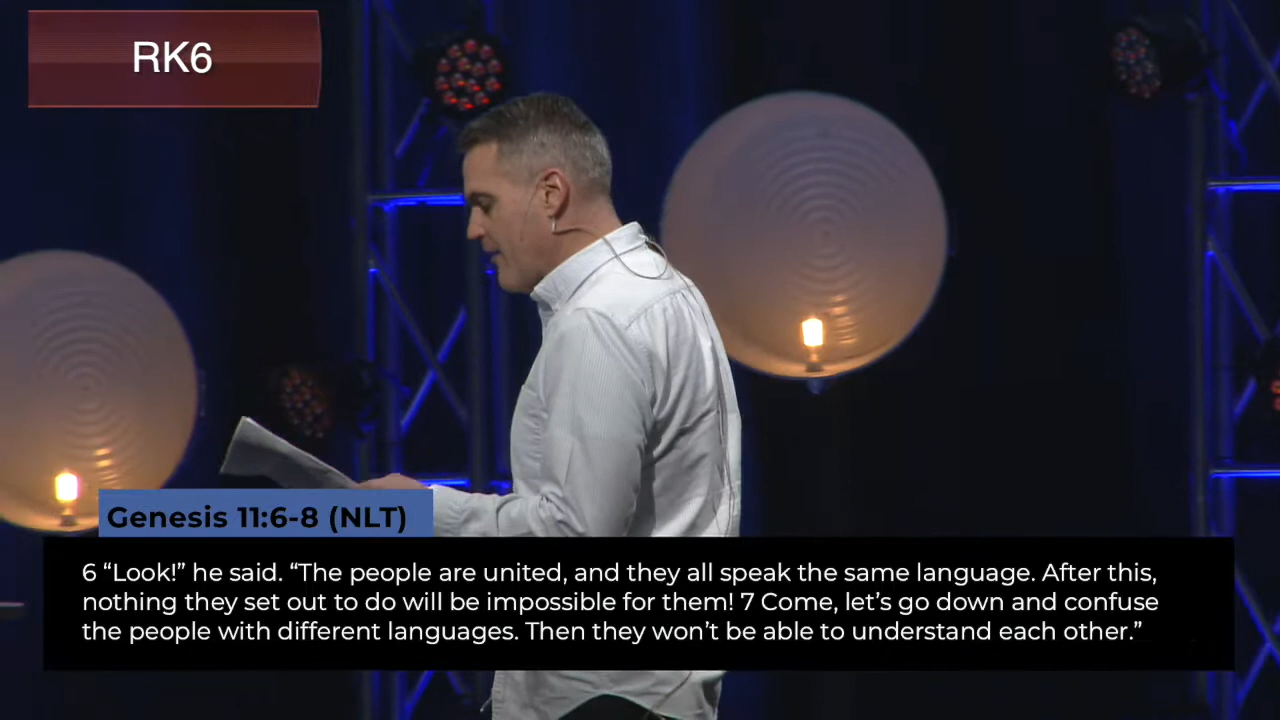 RK6
Genesis 11:6-8 (NLT)
6 “Look!” he said. “The people are united, and they all speak the same language. After this,
nothing they set out to do will be impossible for them! 7 Come, let’s go down and confuse
the people with different languages. Then they won’t be able to understand each other.”